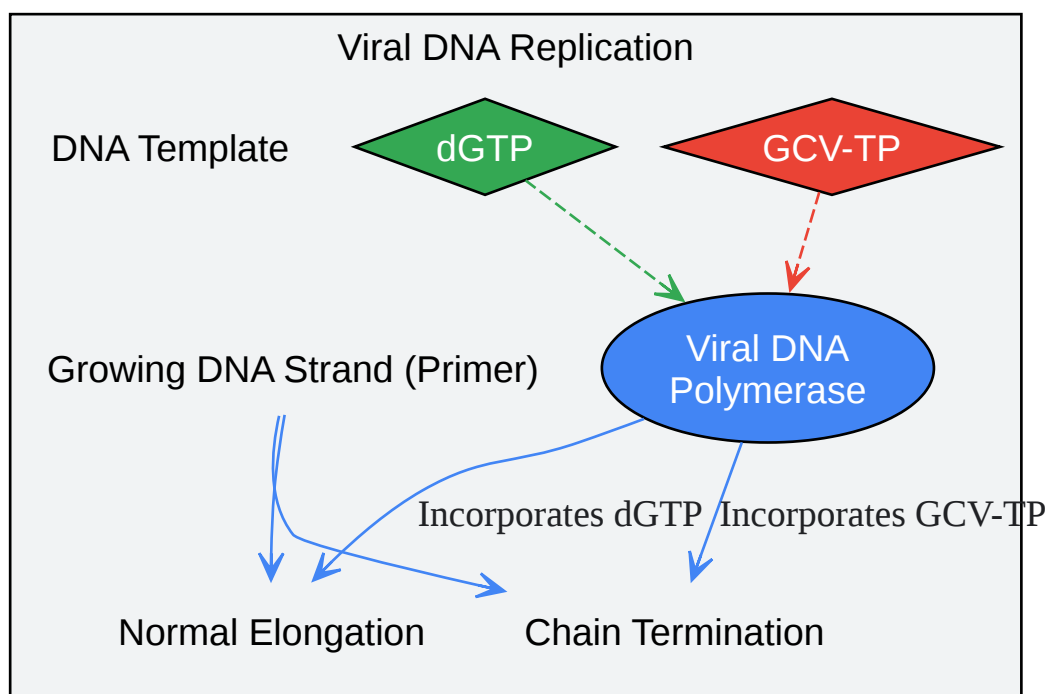 Viral DNA Replication
DNA Template
dGTP
GCV-TP
Growing DNA Strand (Primer)
Viral DNA
Polymerase
Incorporates dGTP
Incorporates GCV-TP
Normal Elongation
Chain Termination